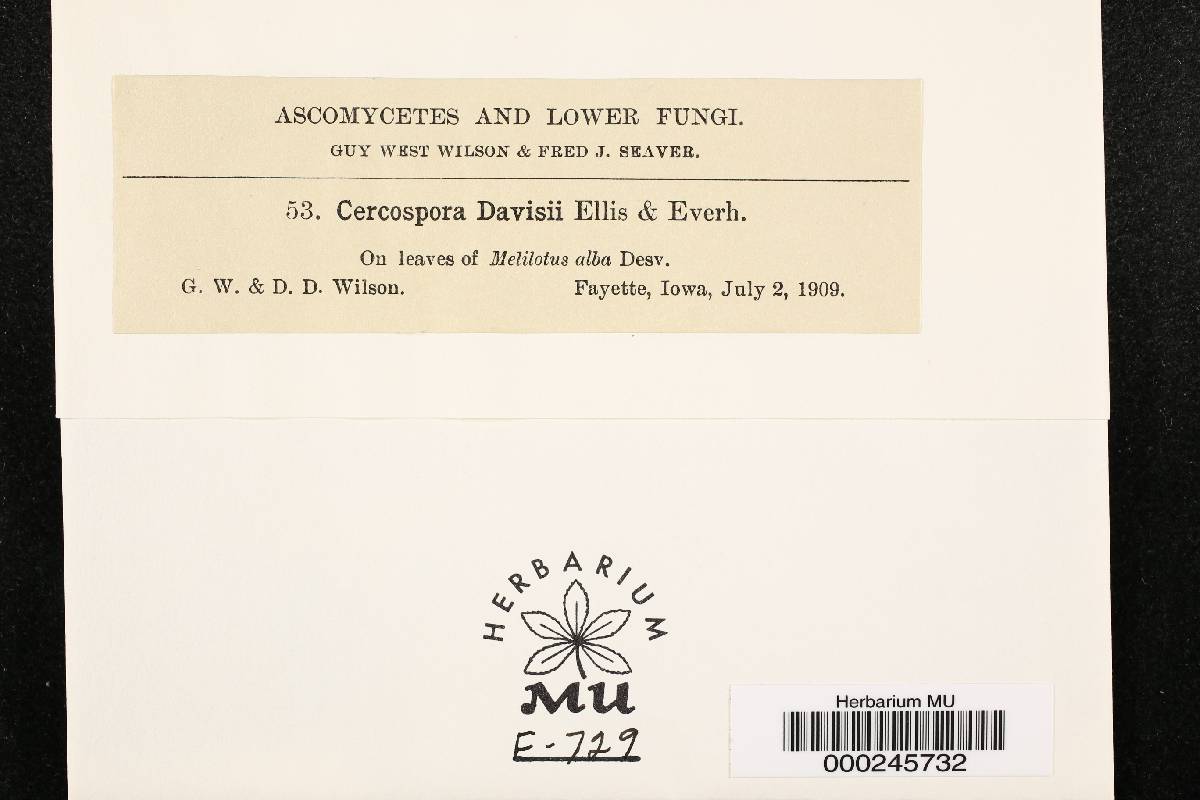 ASCOMYCETES AND LOWER FUNGI.
GUY WEST WILSON & FRED J. SEAVER.
53. Cercospora Davisii Ellis & Everh.
On leaves of Melilotus alba Desv.
G. W. & D. D. Wilson. Fayette, Iowa, July 2, 1909.
HERBARIUM
MU
E-729
Herbarium MU
000245732